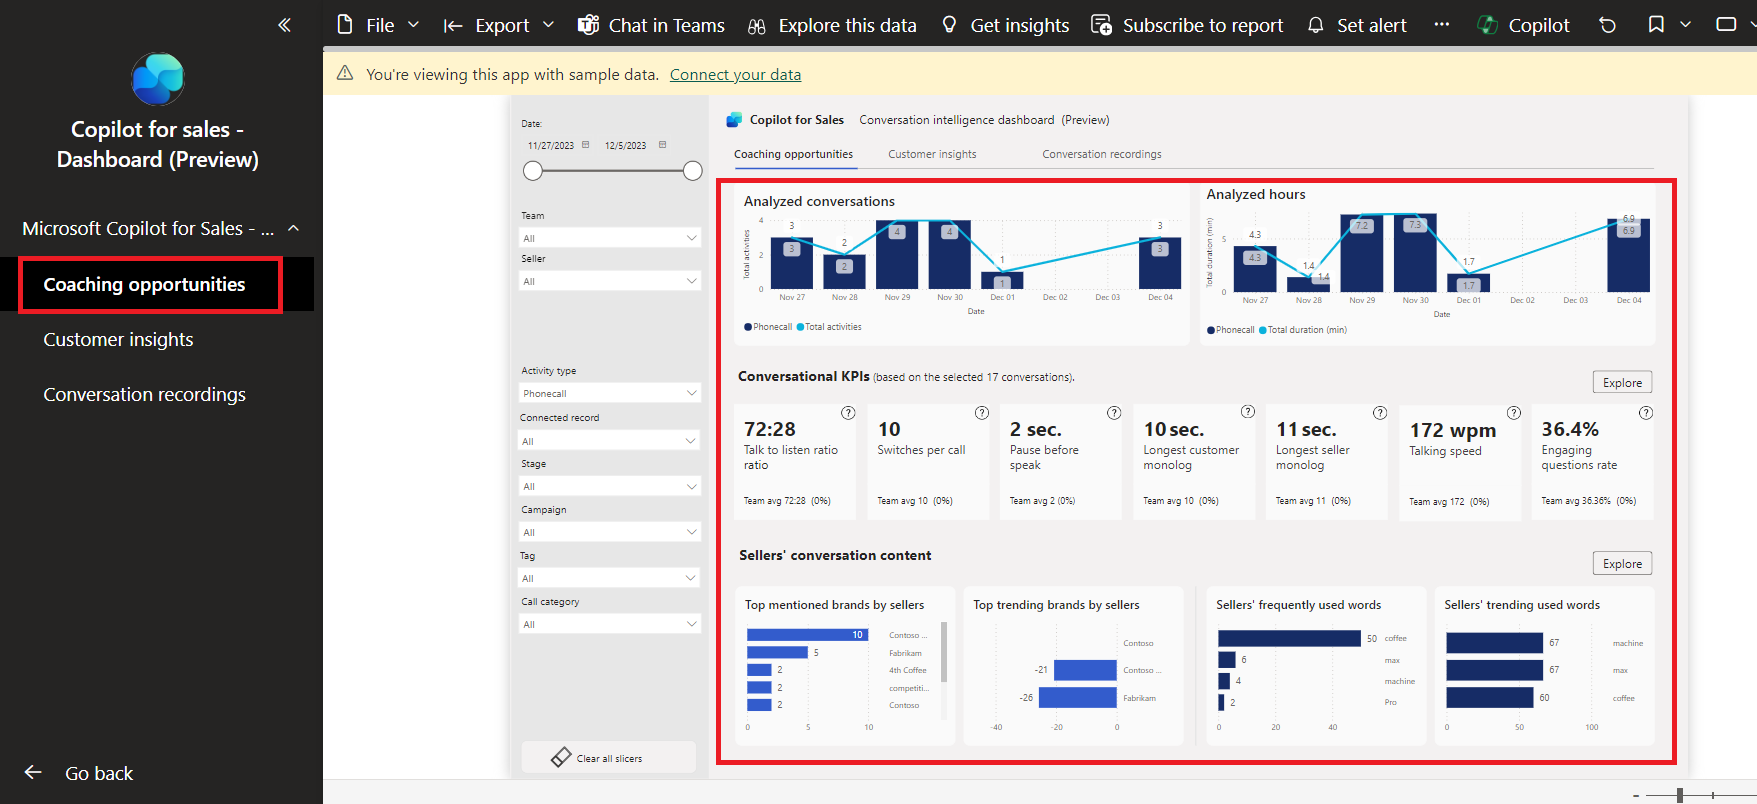 File
Export
Chat in Teams
Explore this data
Get insights
Subscribe to report
Set alert
Copilot
You're viewing this app with sample data. Connect your data
Copilot for sales -
Dashboard (Preview)
Microsoft Copilot for Sales - ...
Coaching opportunities
Customer insights
Conversation recordings
Go back
Date:
11/27/2023
12/5/2023
Team
All
Seller
All
Activity type
Phonecall
Connected record
All
Stage
All
Campaign
All
Tag
All
Call category
All
Clear all slicers
Copilot for Sales Conversation intelligence dashboard (Preview)
Coaching opportunities
Customer insights
Conversation recordings
Analyzed conversations
Total activities
4
2
0
3
3
2
2
4
4
1
1
3
3
Nov 27
Nov 28
Nov 29
Nov 30
Dec 01
Dec 02
Dec 03
Dec 04
Date
Phonecall Total activities
Analyzed hours
Total duration (min)
5
0
4.3
4.3
1.4
1.4
7.2
7.3
1.7
1.7
6.9
6.9
Nov 27
Nov 28
Nov 29
Nov 30
Dec 01
Dec 02
Dec 03
Dec 04
Date
Phonecall Total duration (min)
Conversational KPIs (based on the selected 17 conversations).
Explore
72:28
Talk to listen ratio
ratio
Team avg 72:28 (0%)
10
Switches per call
Team avg 10 (0%)
2 sec.
Pause before
speak
Team avg 2 (0%)
10 sec.
Longest customer
monolog
Team avg 10 (0%)
11 sec.
Longest seller
monolog
Team avg 11 (0%)
172 wpm
Talking speed
Team avg 172 (0%)
36.4%
Engaging
questions rate
Team avg 36.36% (0%)
Sellers' conversation content
Explore
Top mentioned brands by sellers
10 Contoso ...
5 Fabrikam
2 4th Coffee
2 competiti...
2 Contoso
0 5 10
Top trending brands by sellers
Contoso
-21 Contoso ...
-26 Fabrikam
-40 -20 0
Sellers' frequently used words
50 coffee
6 max
4 machine
2 Pro
0 20 40
Sellers' trending used words
67 machine
67 max
60 coffee
0 50 100